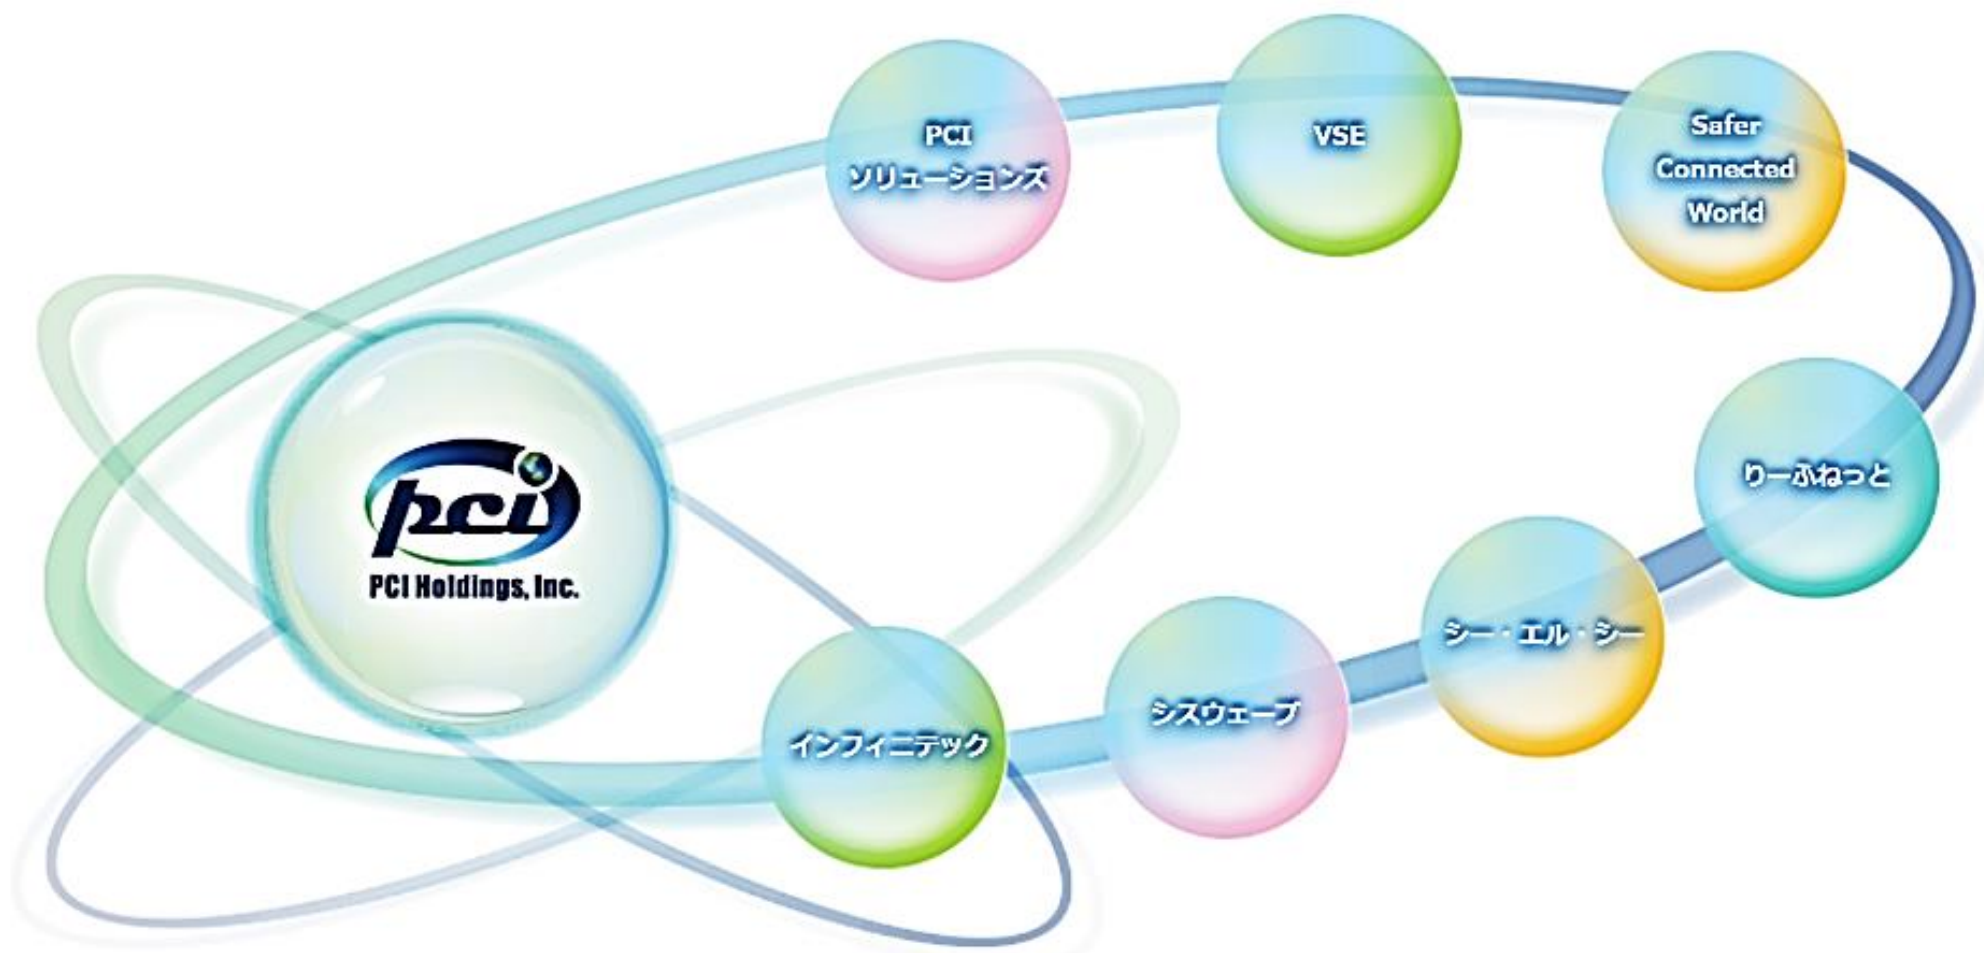 PCI
ソリューションズ
VSE
Safer
Connected
World
りーふねっと
シー・エル・シー
シスウェーブ
インフィニテック
pci
PCI Holdings, Inc.